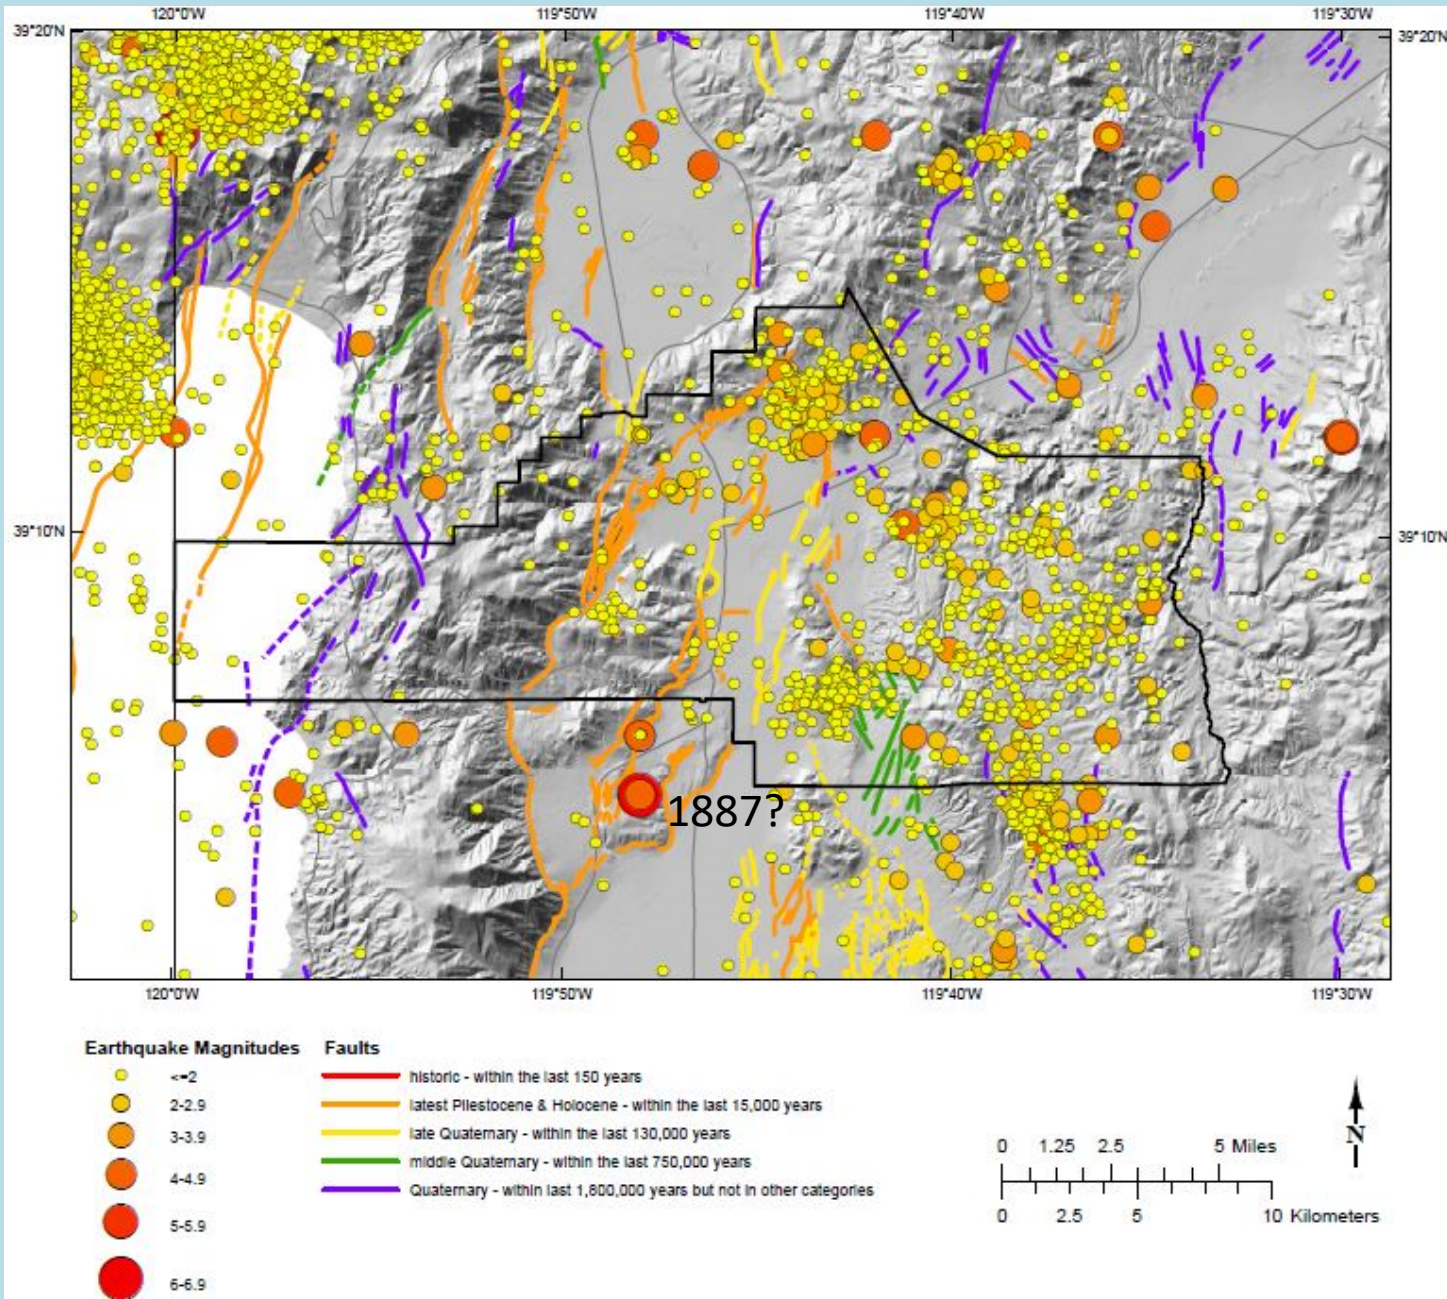 120°0'W 119°50'W 119°40'W 119°30'W
39°20'N 39°20'N
39°10'N 39°10'N
1887?
120°0'W 119°50'W 119°40'W 119°30'W
Earthquake Magnitudes Faults
<=2 historic - within the last 150 years
2-2.9 latest Pliestocene & Holocene - within the last 15,000 years
3-3.9 late Quaternary - within the last 130,000 years
4-4.9 middle Quaternary - within the last 750,000 years
5-5.9 Quaternary - within last 1,800,000 years but not in other categories
6-6.9
N
0 1.25 2.5 5 Miles
0 2.5 5 10 Kilometers